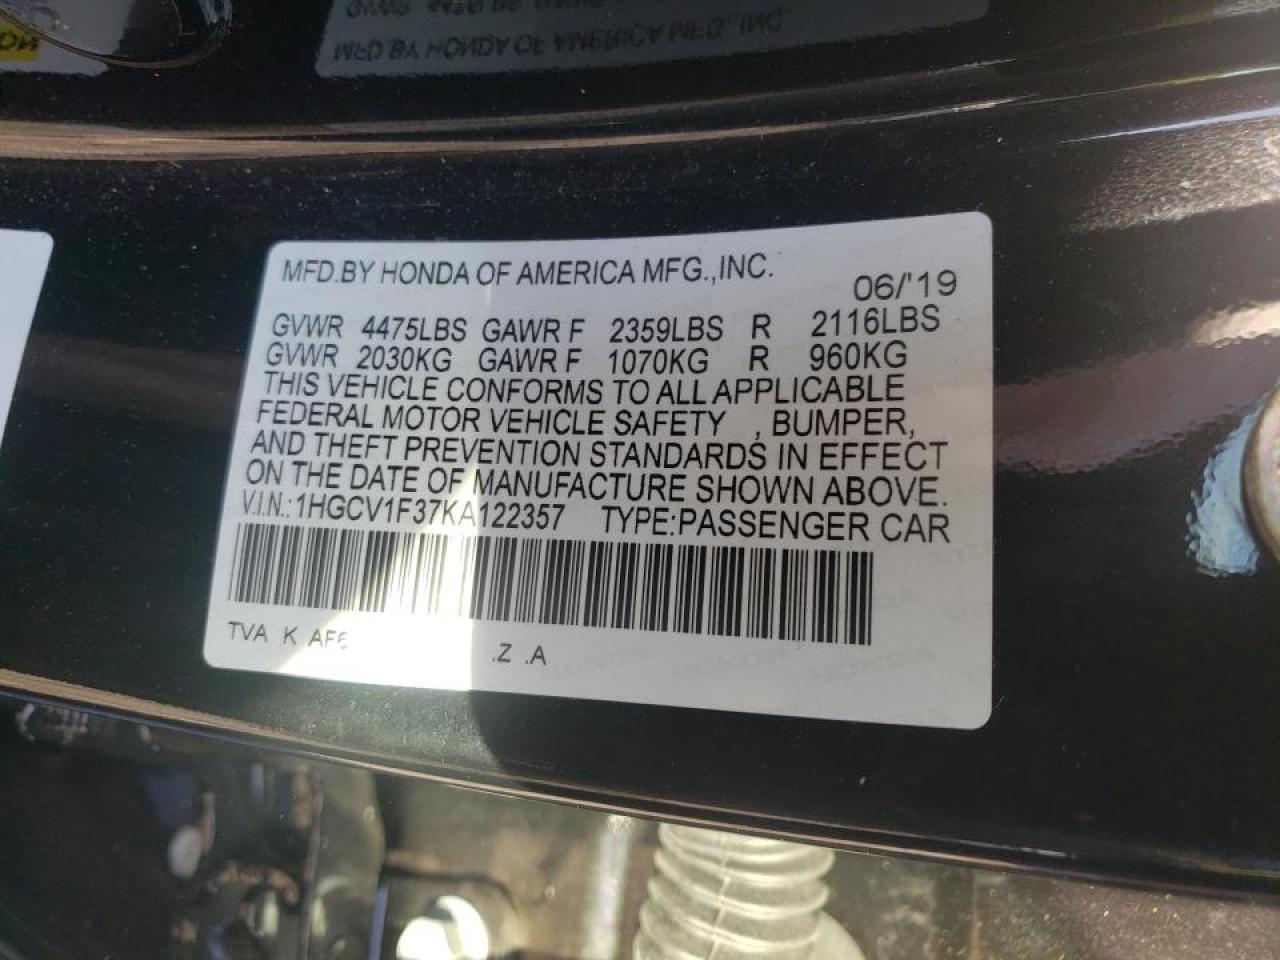 MFD.BY HONDA OF AMERICA MFG.,INC.
06/'19
GVWR 4475LBS GAWR F 2359LBS R 2116LBS
GVWR 2030KG GAWR F 1070KG R 960KG
THIS VEHICLE CONFORMS TO ALL APPLICABLE
FEDERAL MOTOR VEHICLE SAFETY , BUMPER,
AND THEFT PREVENTION STANDARDS IN EFFECT
ON THE DATE OF MANUFACTURE SHOWN ABOVE.
V.I.N.: 1HGCV1F37KA122357 TYPE:PASSENGER CAR
TVA K AF6 .Z .A